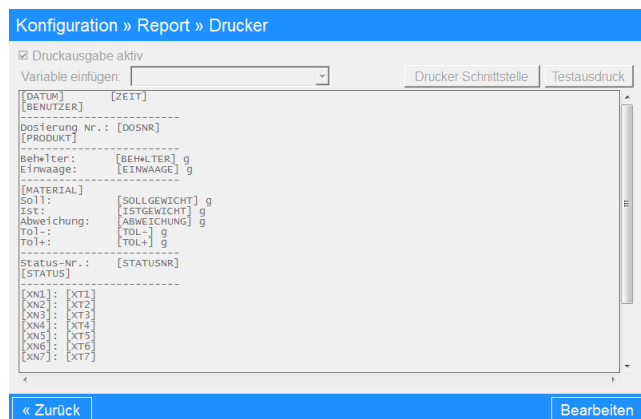 Konfiguration » Report » Drucker
Druckausgabe aktiv
Variable einfügen:
Drucker Schnittstelle
Testausdruck
[DATUM] [ZEIT]
[BENUTZER]
-------------------------
Dosierung Nr.: [DOSNR]
[PRODUKT]
-------------------------
Beh◆lter: [BEH◆LTER] g
Einwaage: [EINWAAGE] g
-------------------------
[MATERIAL]
Soll: [SOLLGEWICHT] g
Ist: [ISTGEWICHT] g
Abweichung: [ABWEICHUNG] g
Tol-: [TOL-] g
Tol+: [TOL+] g
-------------------------
Status-Nr.: [STATUSNR]
[STATUS]
-------------------------
[XN1]: [XT1]
[XN2]: [XT2]
[XN3]: [XT3]
[XN4]: [XT4]
[XN5]: [XT5]
[XN6]: [XT6]
[XN7]: [XT7]
« Zurück
Bearbeiten